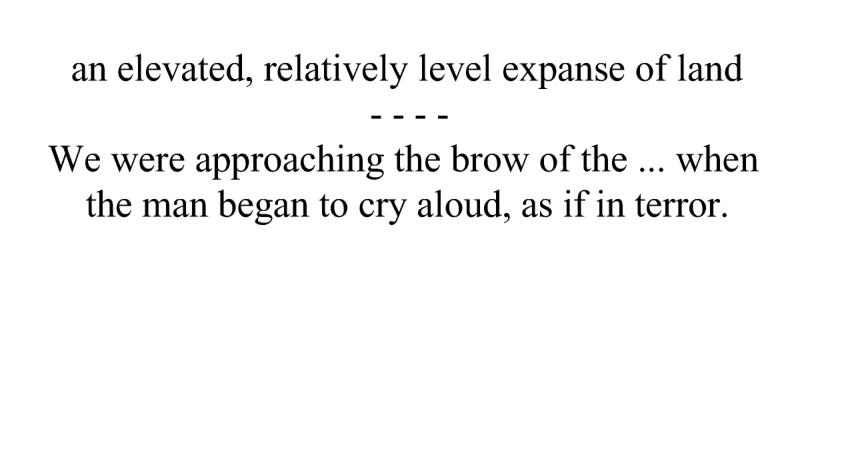 an elevated, relatively level expanse of land
- - - -
We were approaching the brow of the ... when
the man began to cry aloud, as if in terror.